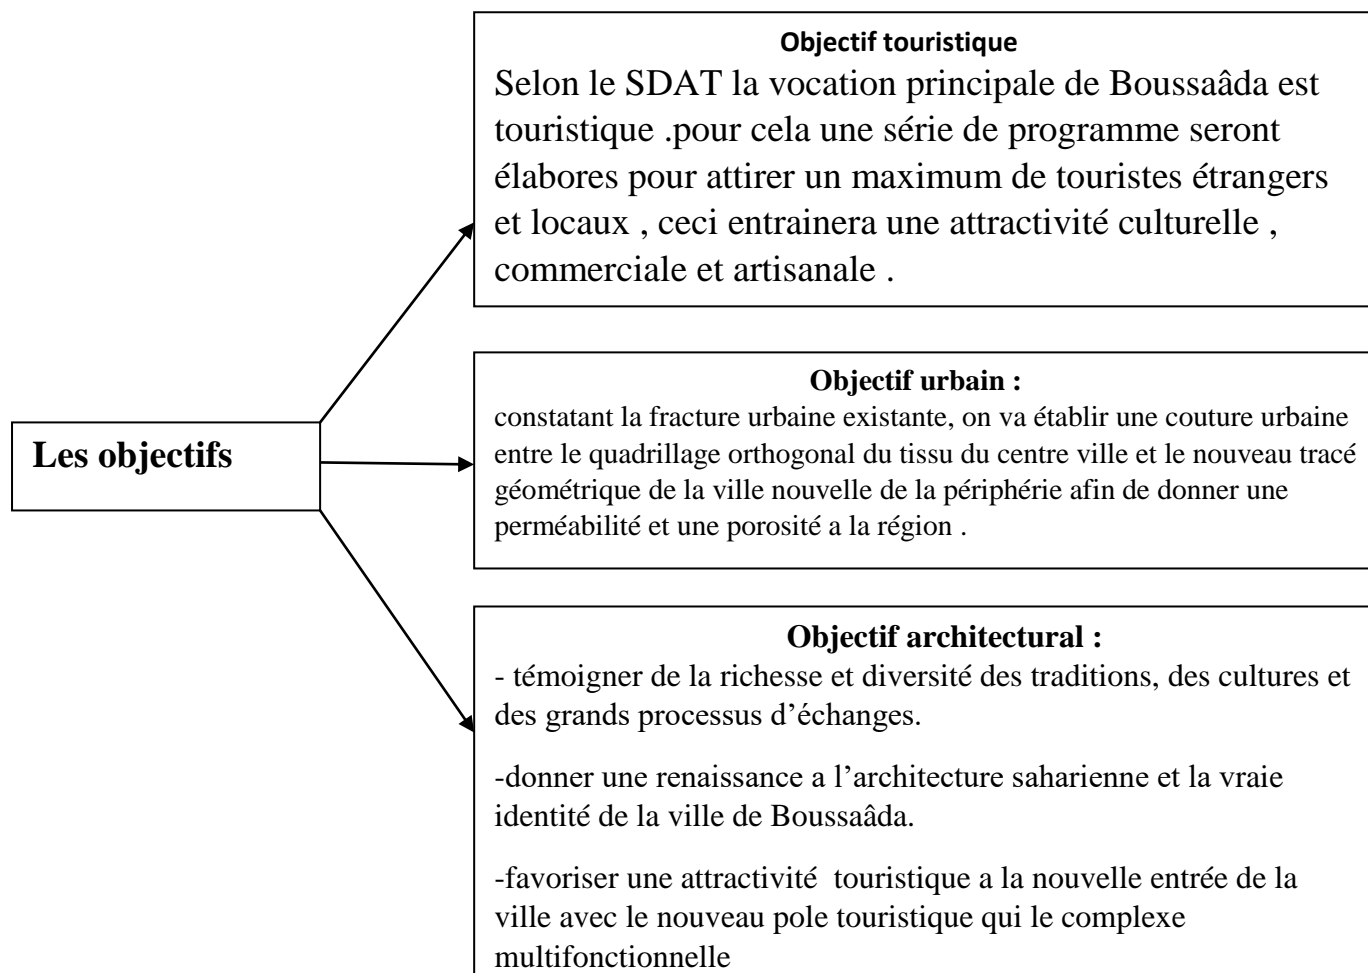 Objectif touristique
Selon le SDAT la vocation principale de Boussaâda est
touristique .pour cela une série de programme seront
élabores pour attirer un maximum de touristes étrangers
et locaux , ceci entrainera une attractivité culturelle ,
commerciale et artisanale .
Objectif urbain :
constatant la fracture urbaine existante, on va établir une couture urbaine
entre le quadrillage orthogonal du tissu du centre ville et le nouveau tracé
géométrique de la ville nouvelle de la périphérie afin de donner une
perméabilité et une porosité a la région .
Les objectifs
Objectif architectural :
- témoigner de la richesse et diversité des traditions, des cultures et
des grands processus d’échanges.
-donner une renaissance a l’architecture saharienne et la vraie
identité de la ville de Boussaâda.
-favoriser une attractivité  touristique a la nouvelle entrée de la
ville avec le nouveau pole touristique qui le complexe
multifonctionnelle